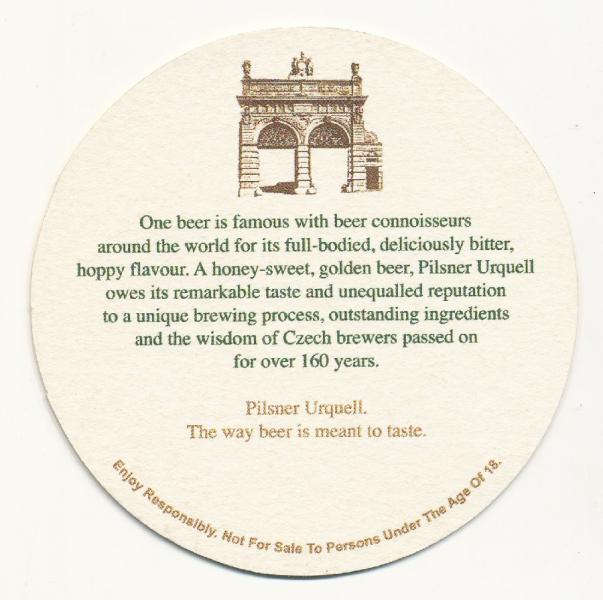 One beer is famous with beer connoisseurs
around the world for its full-bodied, deliciously bitter,
hoppy flavour. A honey-sweet, golden beer, Pilsner Urquell
owes its remarkable taste and unequalled reputation
to a unique brewing process, outstanding ingredients
and the wisdom of Czech brewers passed on
for over 160 years.
Pilsner Urquell.
The way beer is meant to taste.
Enjoy Responsibly. Not For Sale To Persons Under The Age Of 18.